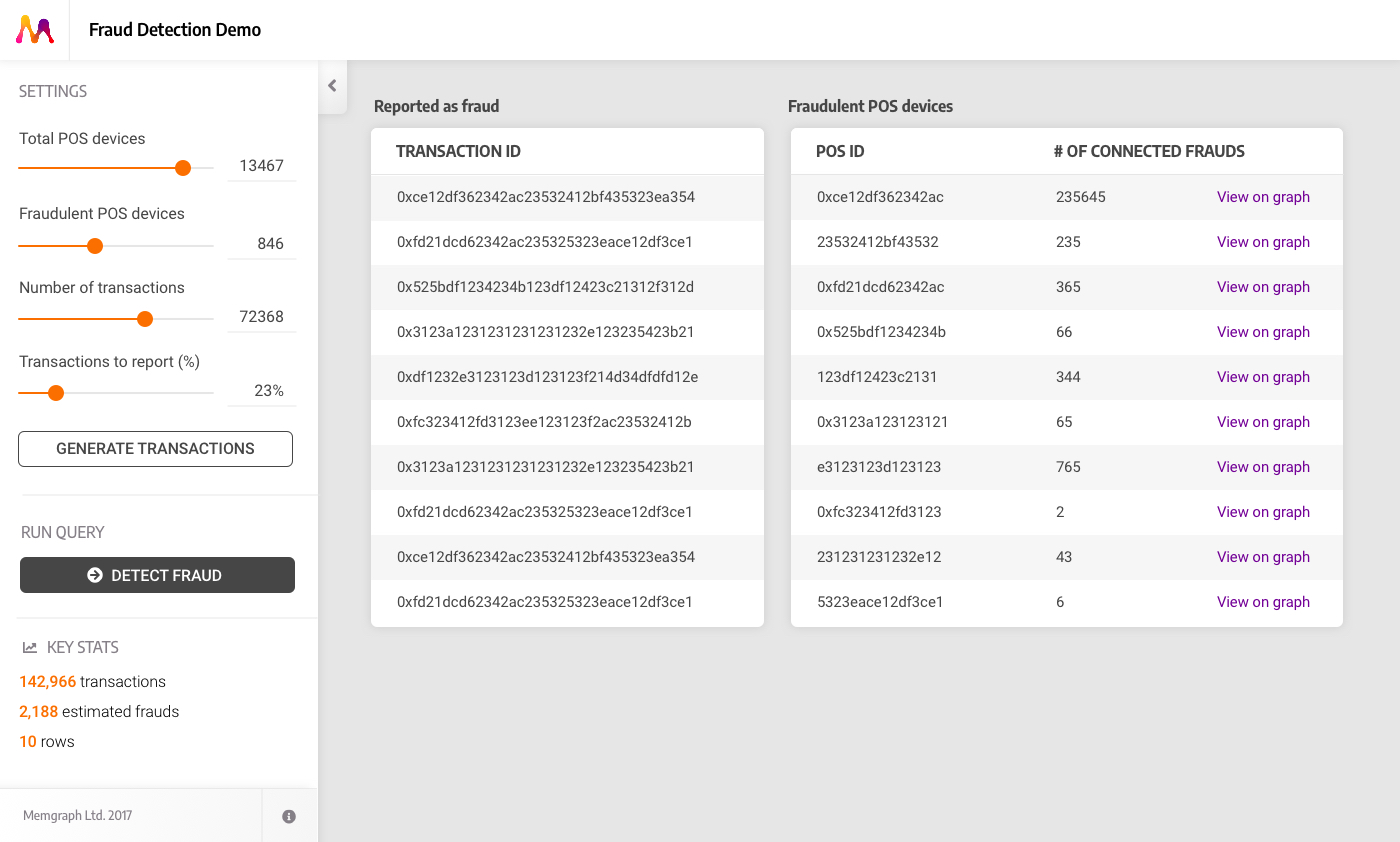 Fraud Detection Demo
SETTINGS
Total POS devices
13467
Fraudulent POS devices
846
Number of transactions
72368
Transactions to report (%)
23%
GENERATE TRANSACTIONS
RUN QUERY
DETECT FRAUD
KEY STATS
142,966 transactions
2,188 estimated frauds
10 rows
Memgraph Ltd. 2017
Reported as fraud
TRANSACTION ID
0xce12df362342ac23532412bf435323ea354
0xfd21dcd62342ac235325323eace12df3ce1
0x525bdf1234234b123df12423c21312f312d
0x3123a1231231231231232e123235423b21
0xdf1232e3123123d123123f214d34dfdfd12e
0xfc323412fd3123ee123123f2ac23532412b
0x3123a1231231231231232e123235423b21
0xfd21dcd62342ac235325323eace12df3ce1
0xce12df362342ac23532412bf435323ea354
0xfd21dcd62342ac235325323eace12df3ce1
Fraudulent POS devices
POS ID # OF CONNECTED FRAUDS
0xce12df362342ac 235645 View on graph
23532412bf43532 235 View on graph
0xfd21dcd62342ac 365 View on graph
0x525bdf1234234b 66 View on graph
123df12423c2131 344 View on graph
0x3123a123123121 65 View on graph
e3123123d123123 765 View on graph
0xfc323412fd3123 2 View on graph
231231231232e12 43 View on graph
5323eace12df3ce1 6 View on graph